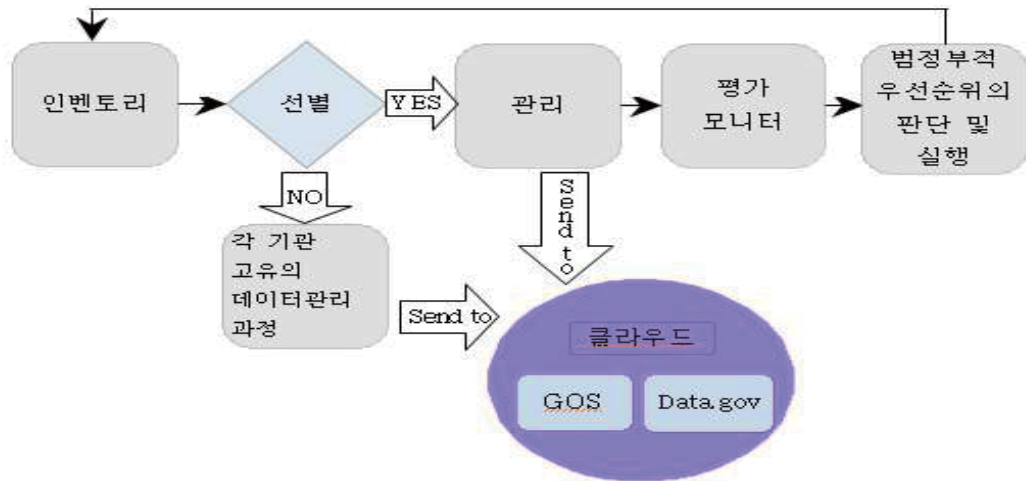 인벤토리
선별
YES
관리
평가
모니터
범정부적
우선순위의
판단 및
실행
NO
Send to
각 기관
고유의
데이터관리
과정
Send to
클라우드
GOS
Data.gov